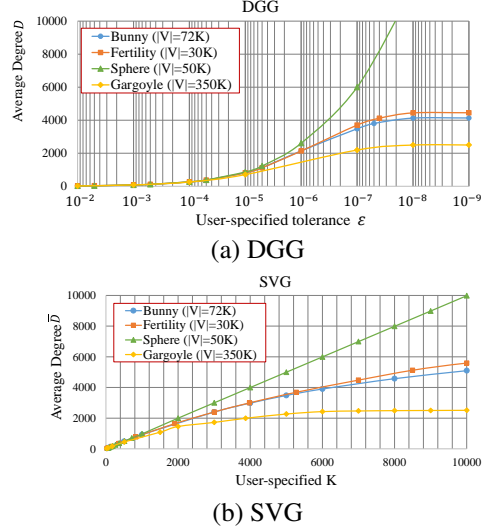 DGG
Average Degree D
10000
8000
6000
4000
2000
0
Bunny (|V|=72K)
Fertility (|V|=30K)
Sphere (|V|=50K)
Gargoyle (|V|=350K)
10⁻² 10⁻³ 10⁻⁴ 10⁻⁵ 10⁻⁶ 10⁻⁷ 10⁻⁸ 10⁻⁹
User-specified tolerance ε
(a) DGG
SVG
Average Degree D̅
10000
8000
6000
4000
2000
0
Bunny (|V|=72K)
Fertility (|V|=30K)
Sphere (|V|=50K)
Gargoyle (|V|=350K)
0 2000 4000 6000 8000 10000
User-specified K
(b) SVG